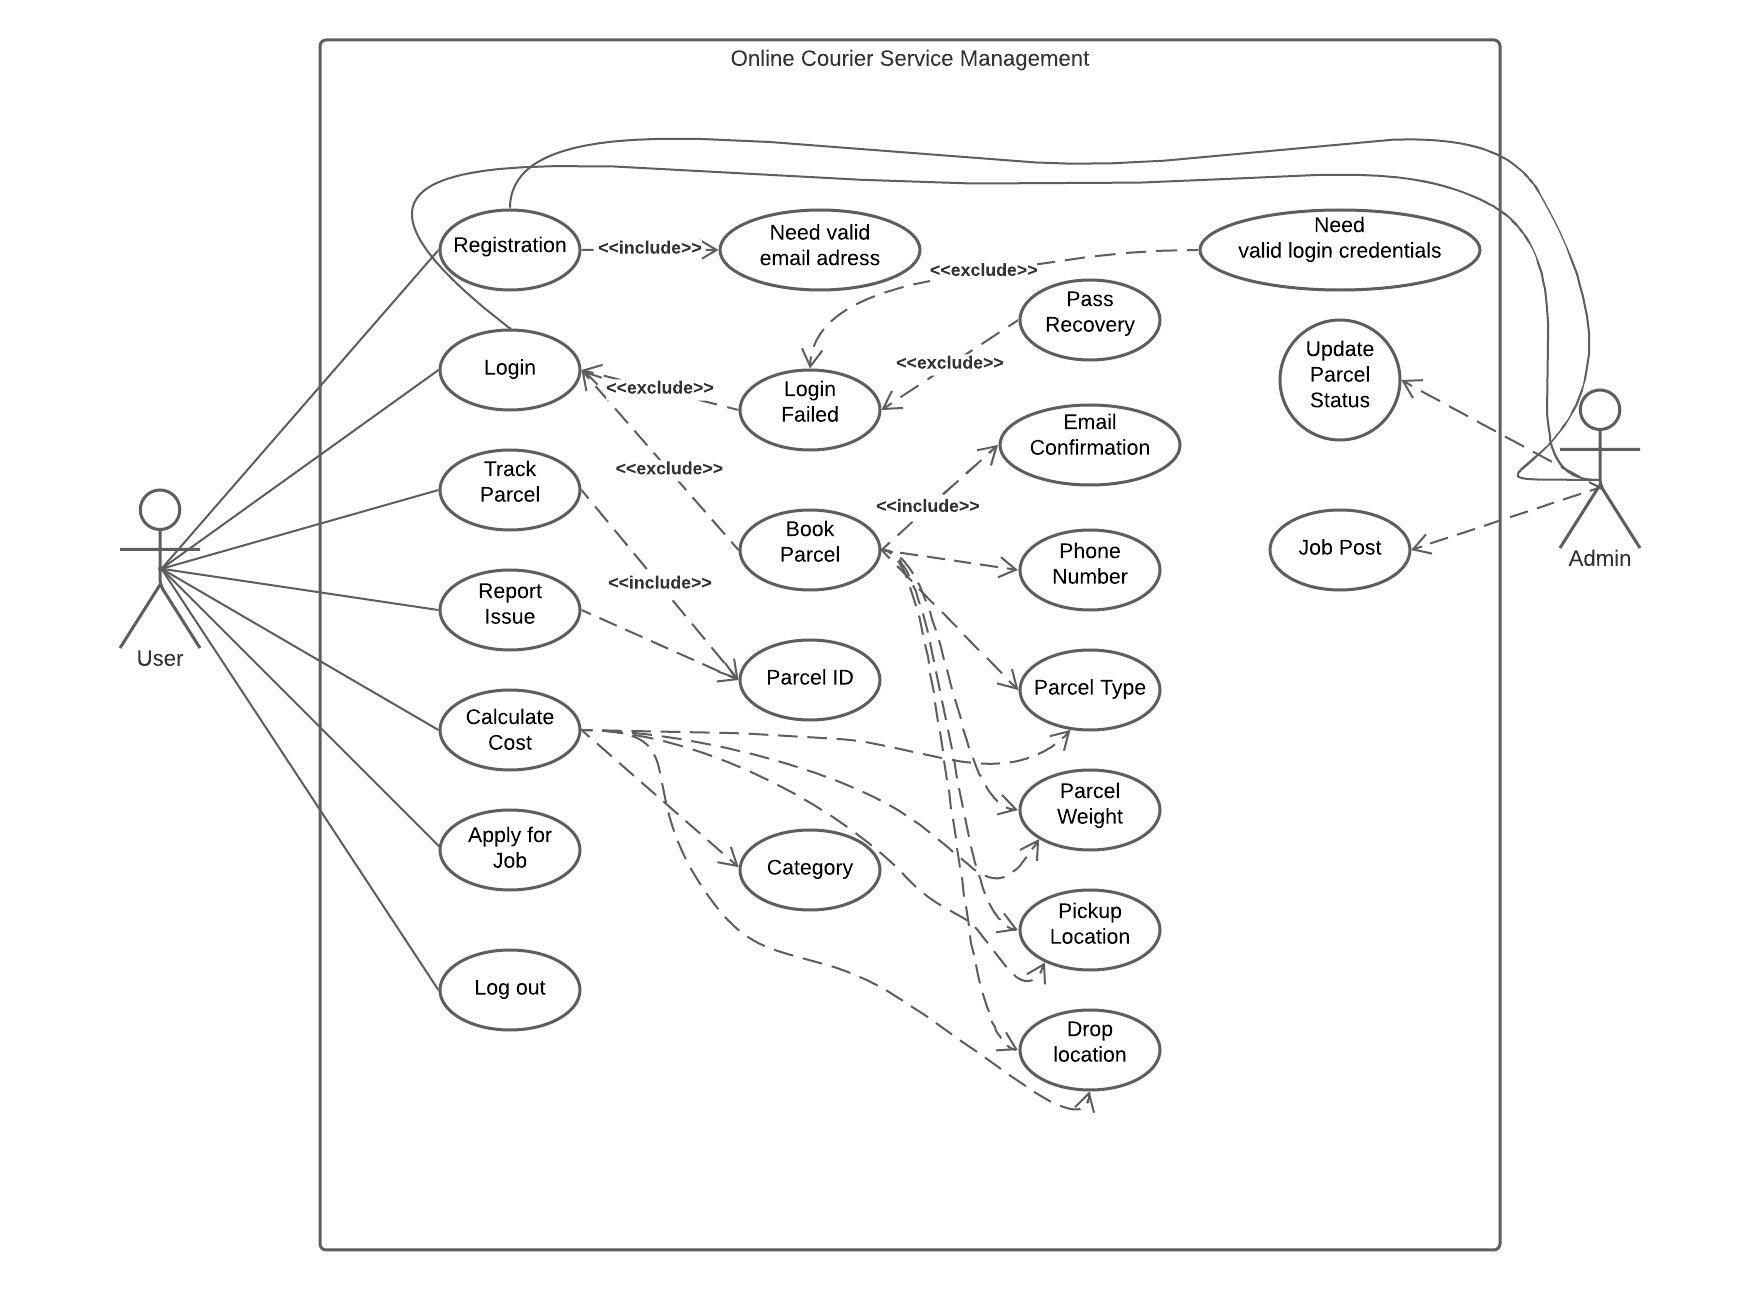 Online Courier Service Management
Registration
<<include>>
Need valid
email adress
Need
valid login credentials
<<exclude>>
Pass
Recovery
Login
<<exclude>>
Login
Failed
<<exclude>>
Update
Parcel
Status
Email
Confirmation
Track
Parcel
<<exclude>>
<<include>>
Book
Parcel
Phone
Number
Job Post
Admin
Report
Issue
<<include>>
User
Parcel ID
Parcel Type
Calculate
Cost
Parcel
Weight
Apply for
Job
Category
Pickup
Location
Log out
Drop
location